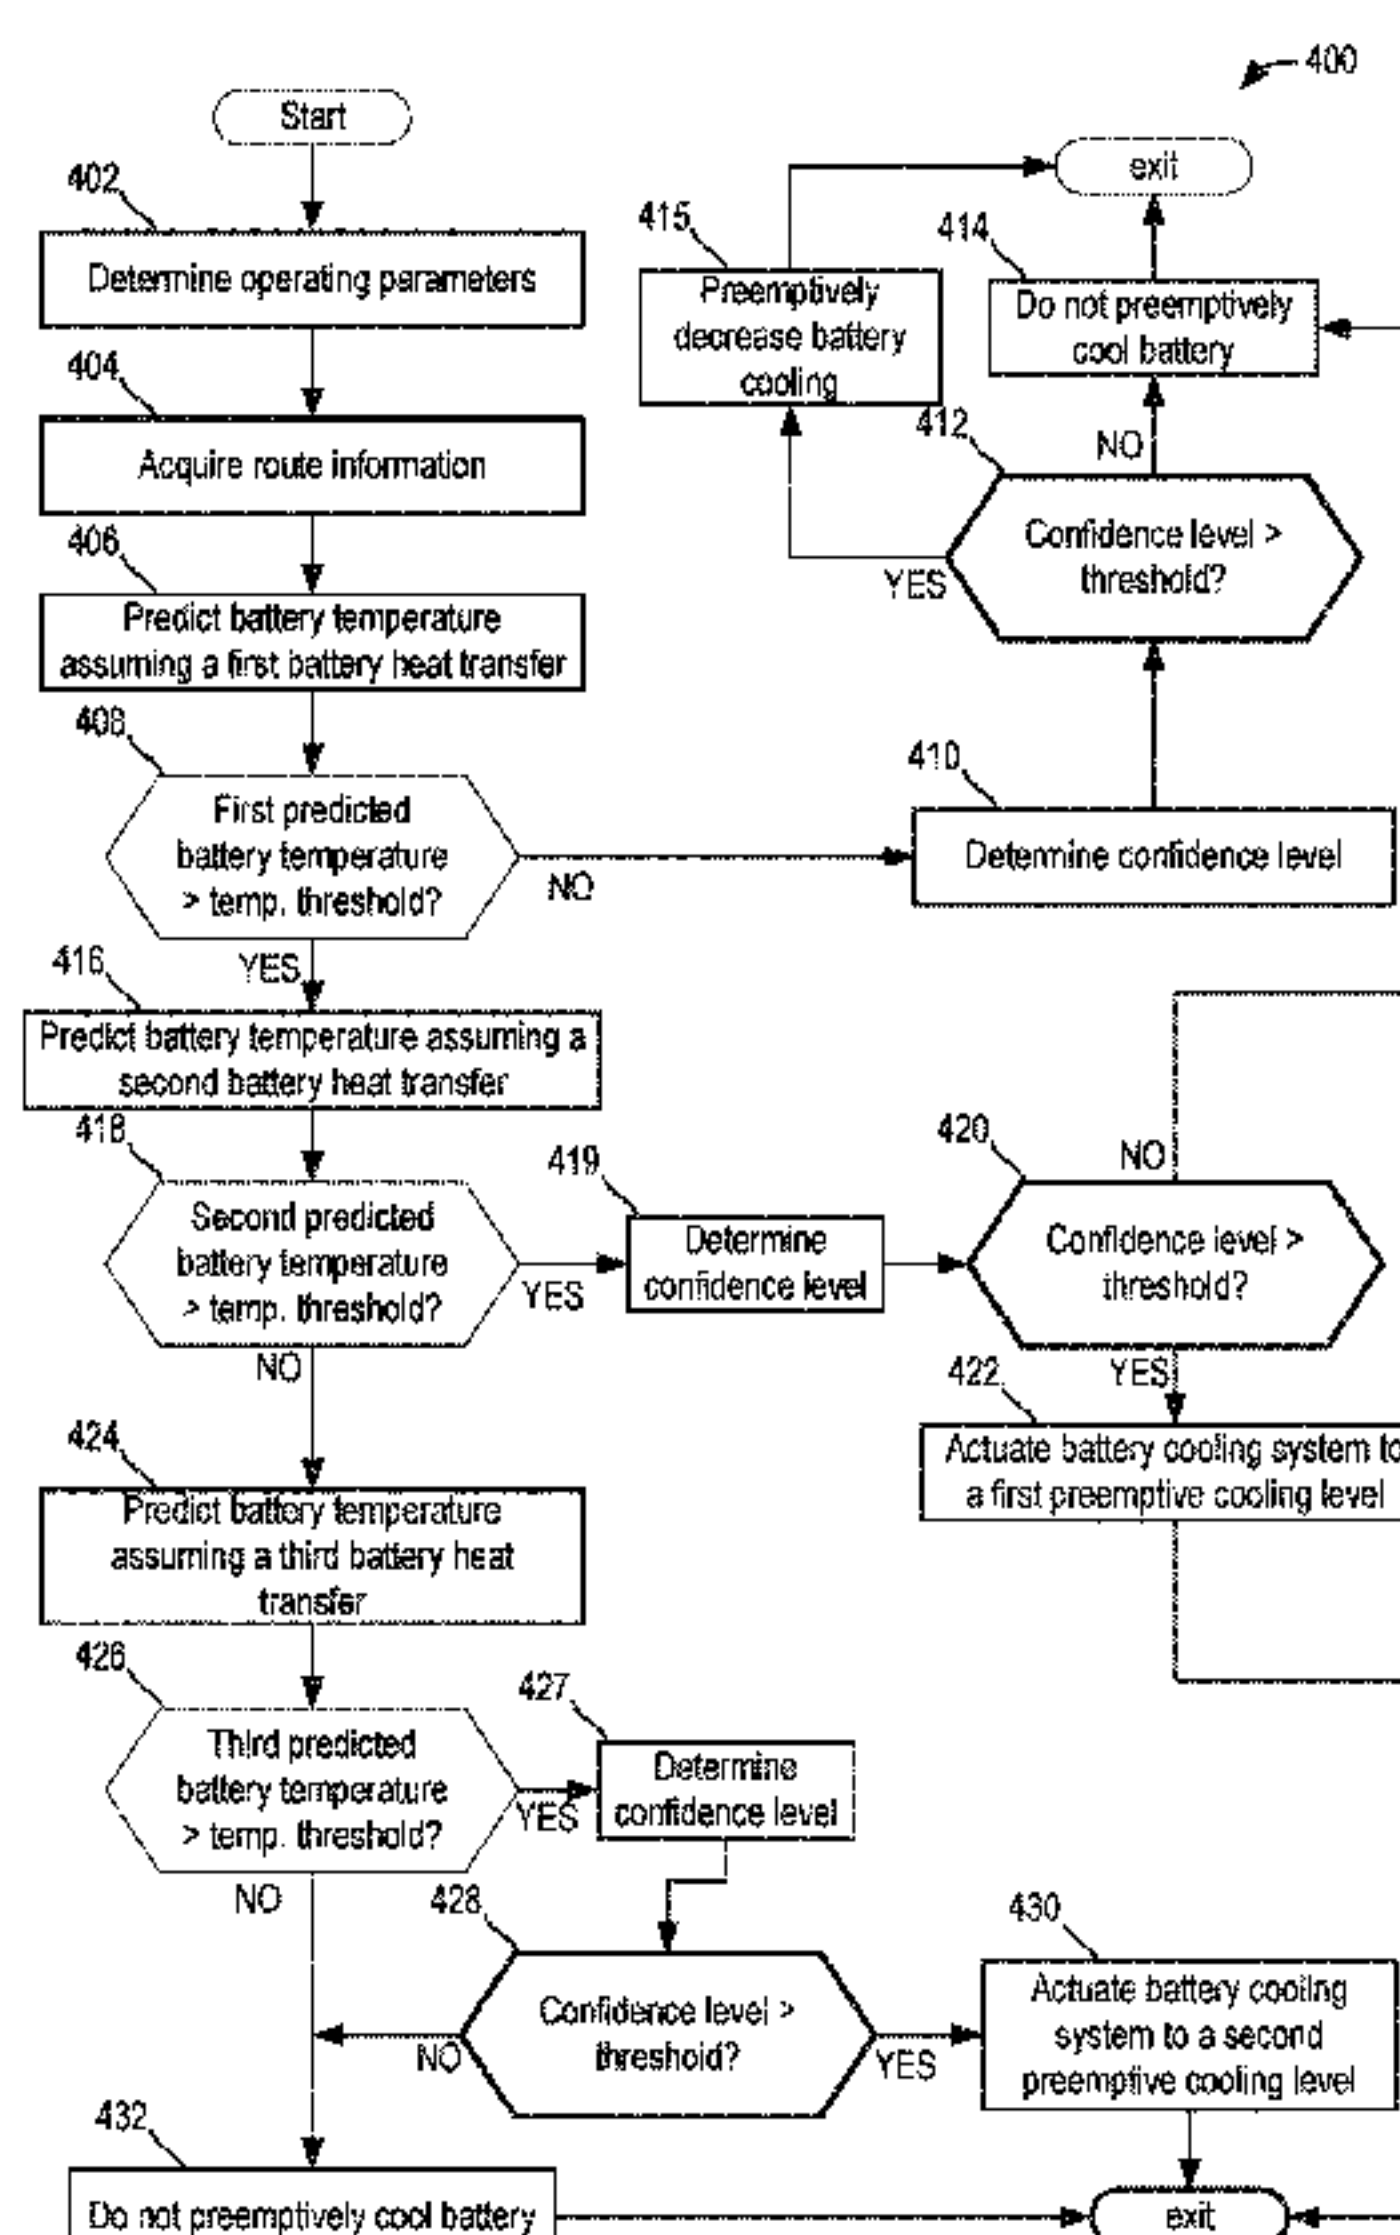 400
Start
402
Determine operating parameters
404
Acquire route information
406
Predict battery temperature
assuming a first battery heat transfer
408
First predicted
battery temperature
> temp. threshold?
NO
YES
410
Determine confidence level
412
Confidence level >
threshold?
NO
YES
414
Do not preemptively
cool battery
415
Preemptively
decrease battery
cooling
exit
416
Predict battery temperature assuming a
second battery heat transfer
418
Second predicted
battery temperature
> temp. threshold?
YES
NO
419
Determine
confidence level
420
Confidence level >
threshold?
NO
YES
422
Actuate battery cooling system to
a first preemptive cooling level
424
Predict battery temperature
assuming a third battery heat
transfer
426
Third predicted
battery temperature
> temp. threshold?
YES
NO
427
Determine
confidence level
428
Confidence level >
threshold?
NO
YES
430
Actuate battery cooling
system to a second
preemptive cooling level
432
Do not preemptively cool battery
exit